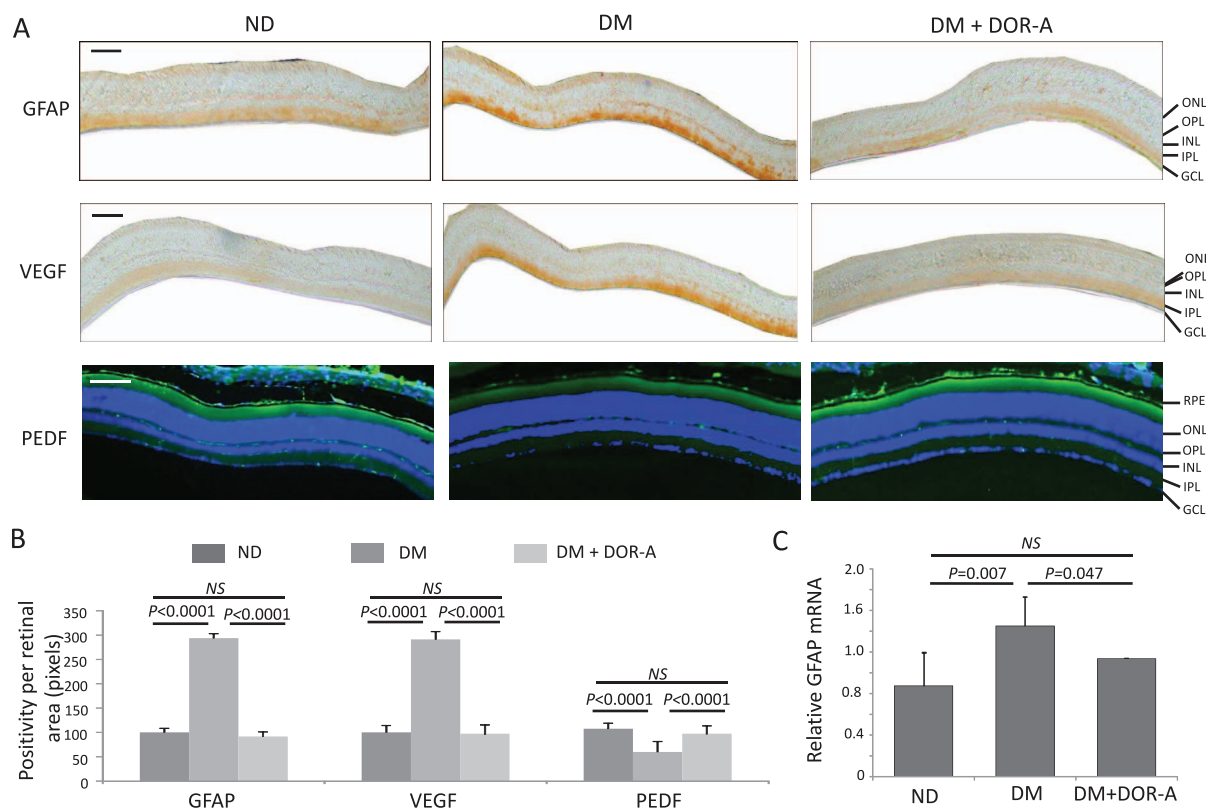 A
ND
DM
DM + DOR-A
GFAP
ONL
OPL
INL
IPL
GCL
VEGF
ONL
OPL
INL
IPL
GCL
PEDF
RPE
ONL
OPL
INL
IPL
GCL
B
ND
DM
DM + DOR-A
Positivity per retinal
area (pixels)
350
300
250
200
150
100
50
0
NS
P<0.0001
P<0.0001
NS
P<0.0001
P<0.0001
NS
P<0.0001
P<0.0001
GFAP
VEGF
PEDF
C
Relative GFAP mRNA
2.0
1.6
1.0
0.8
0.4
0
NS
P=0.007
P=0.047
ND
DM
DM+DOR-A